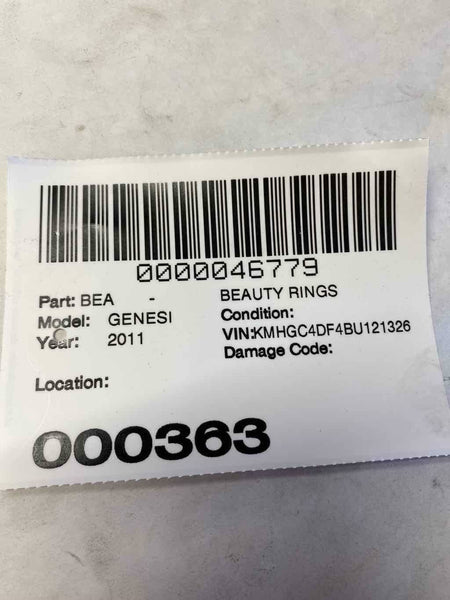 0000046779
Part: BEA - BEAUTY RINGS
Model: GENESI Condition:
Year: 2011 VIN:KMHGC4DF4BU121326
Damage Code:
Location:
000363